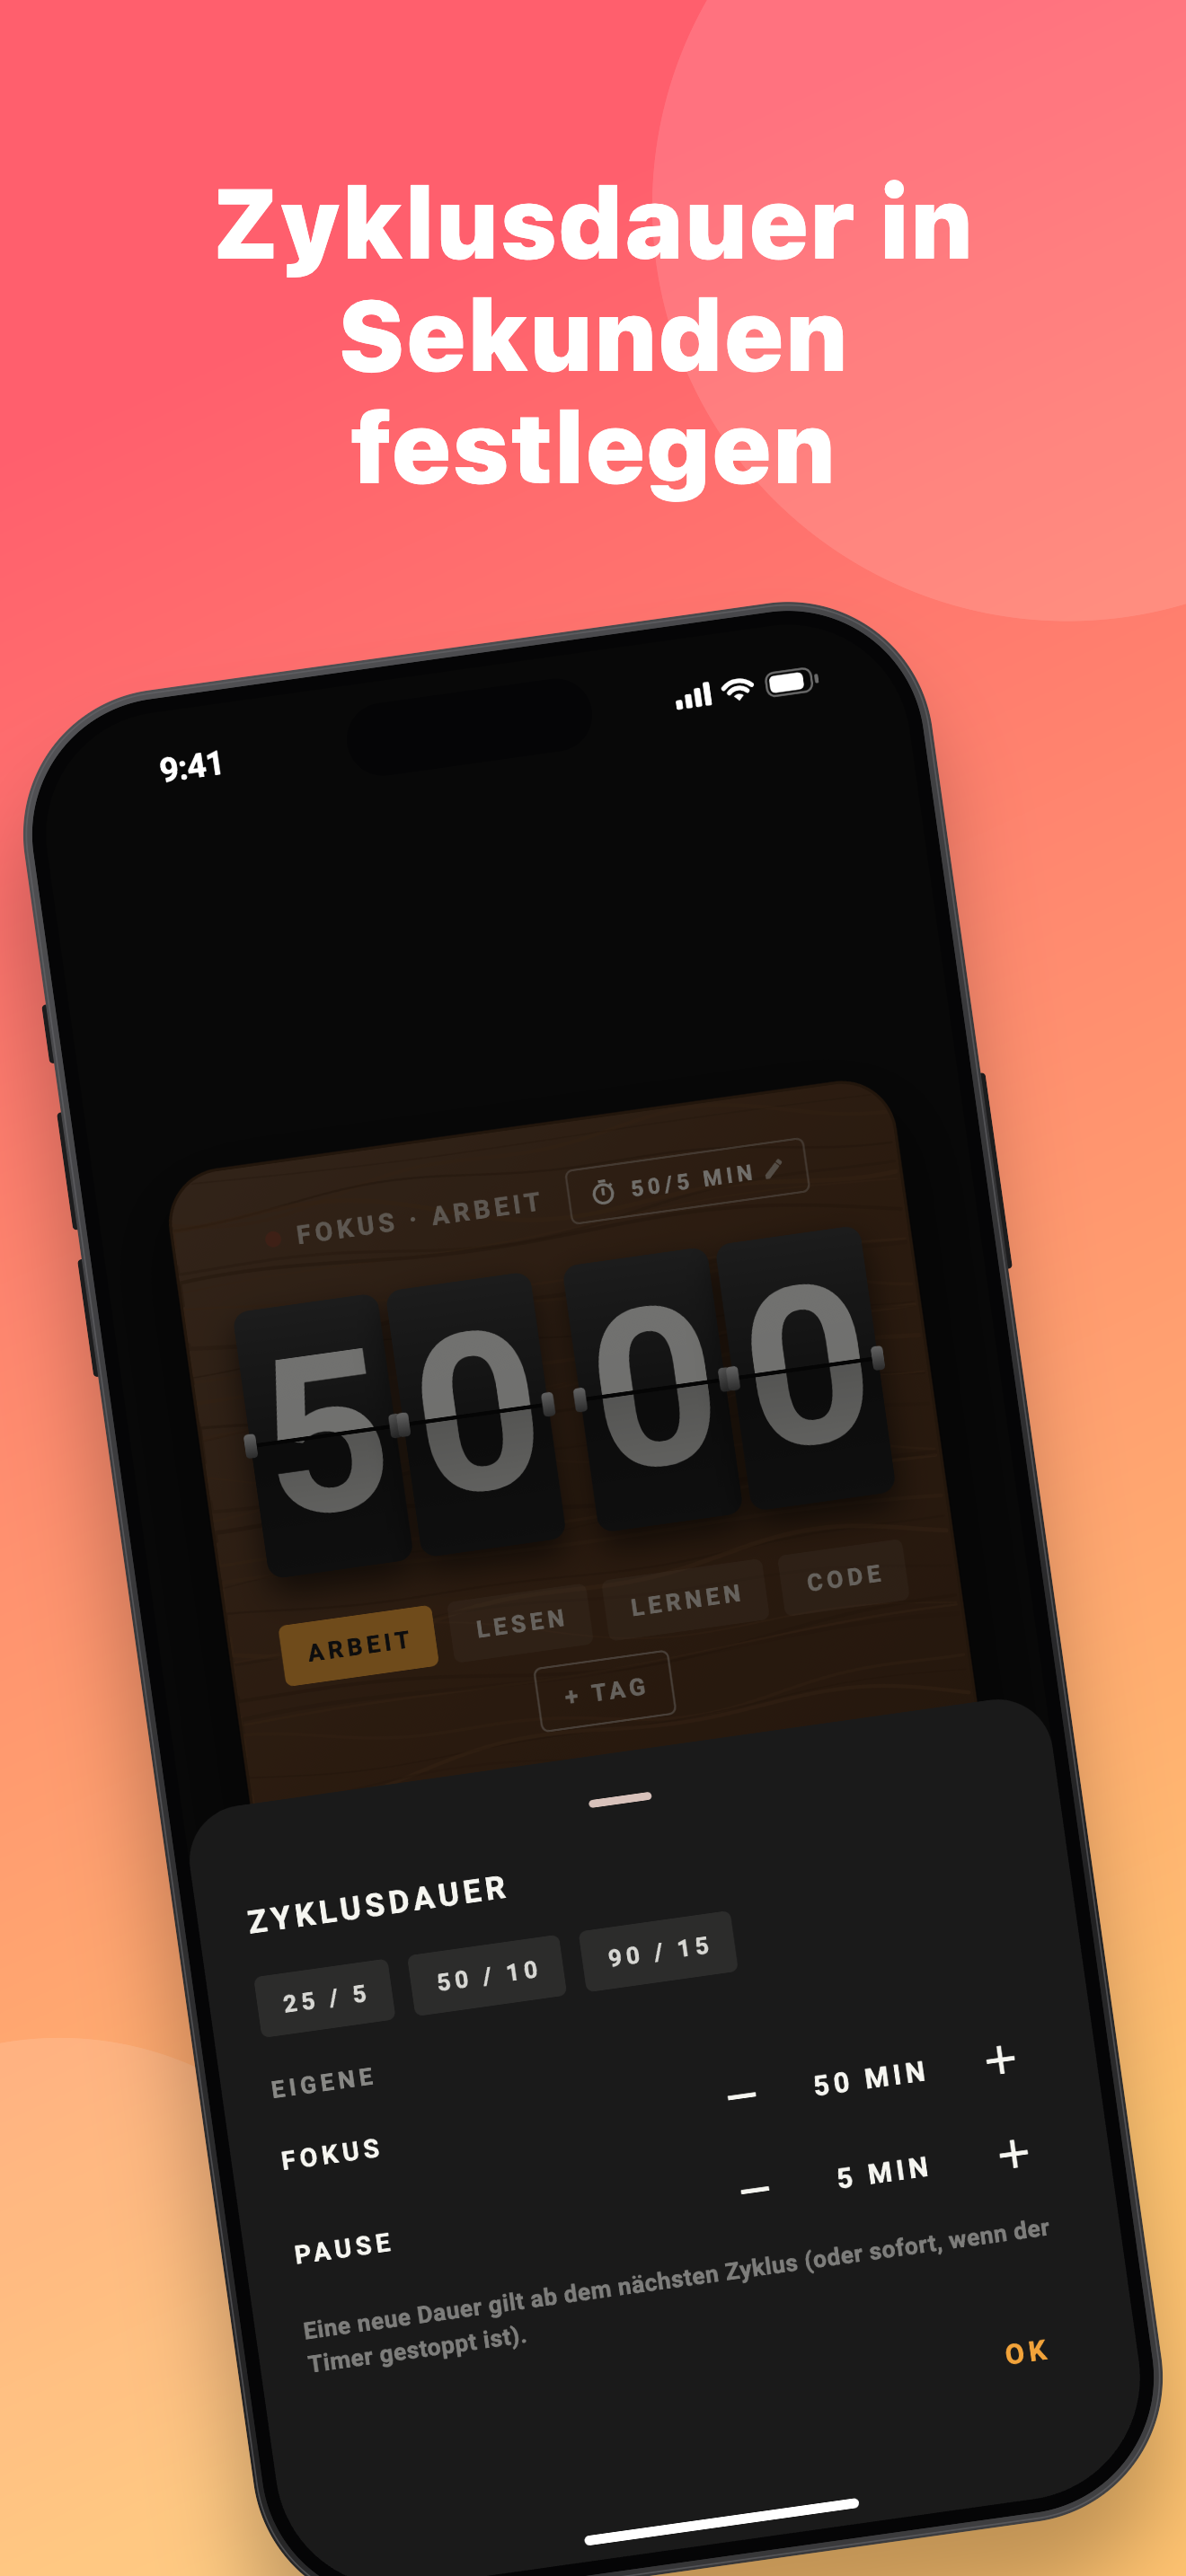 Zyklusdauer in
Sekunden
festlegen
9:41
FOKUS · ARBEIT
50/5 MIN
50 00
ARBEIT
LESEN
LERNEN
CODE
+ TAG
ZYKLUSDAUER
25 / 5
50 / 10
90 / 15
EIGENE
FOKUS
– 50 MIN +
PAUSE
– 5 MIN +
Eine neue Dauer gilt ab dem nächsten Zyklus (oder sofort, wenn der
Timer gestoppt ist).
OK